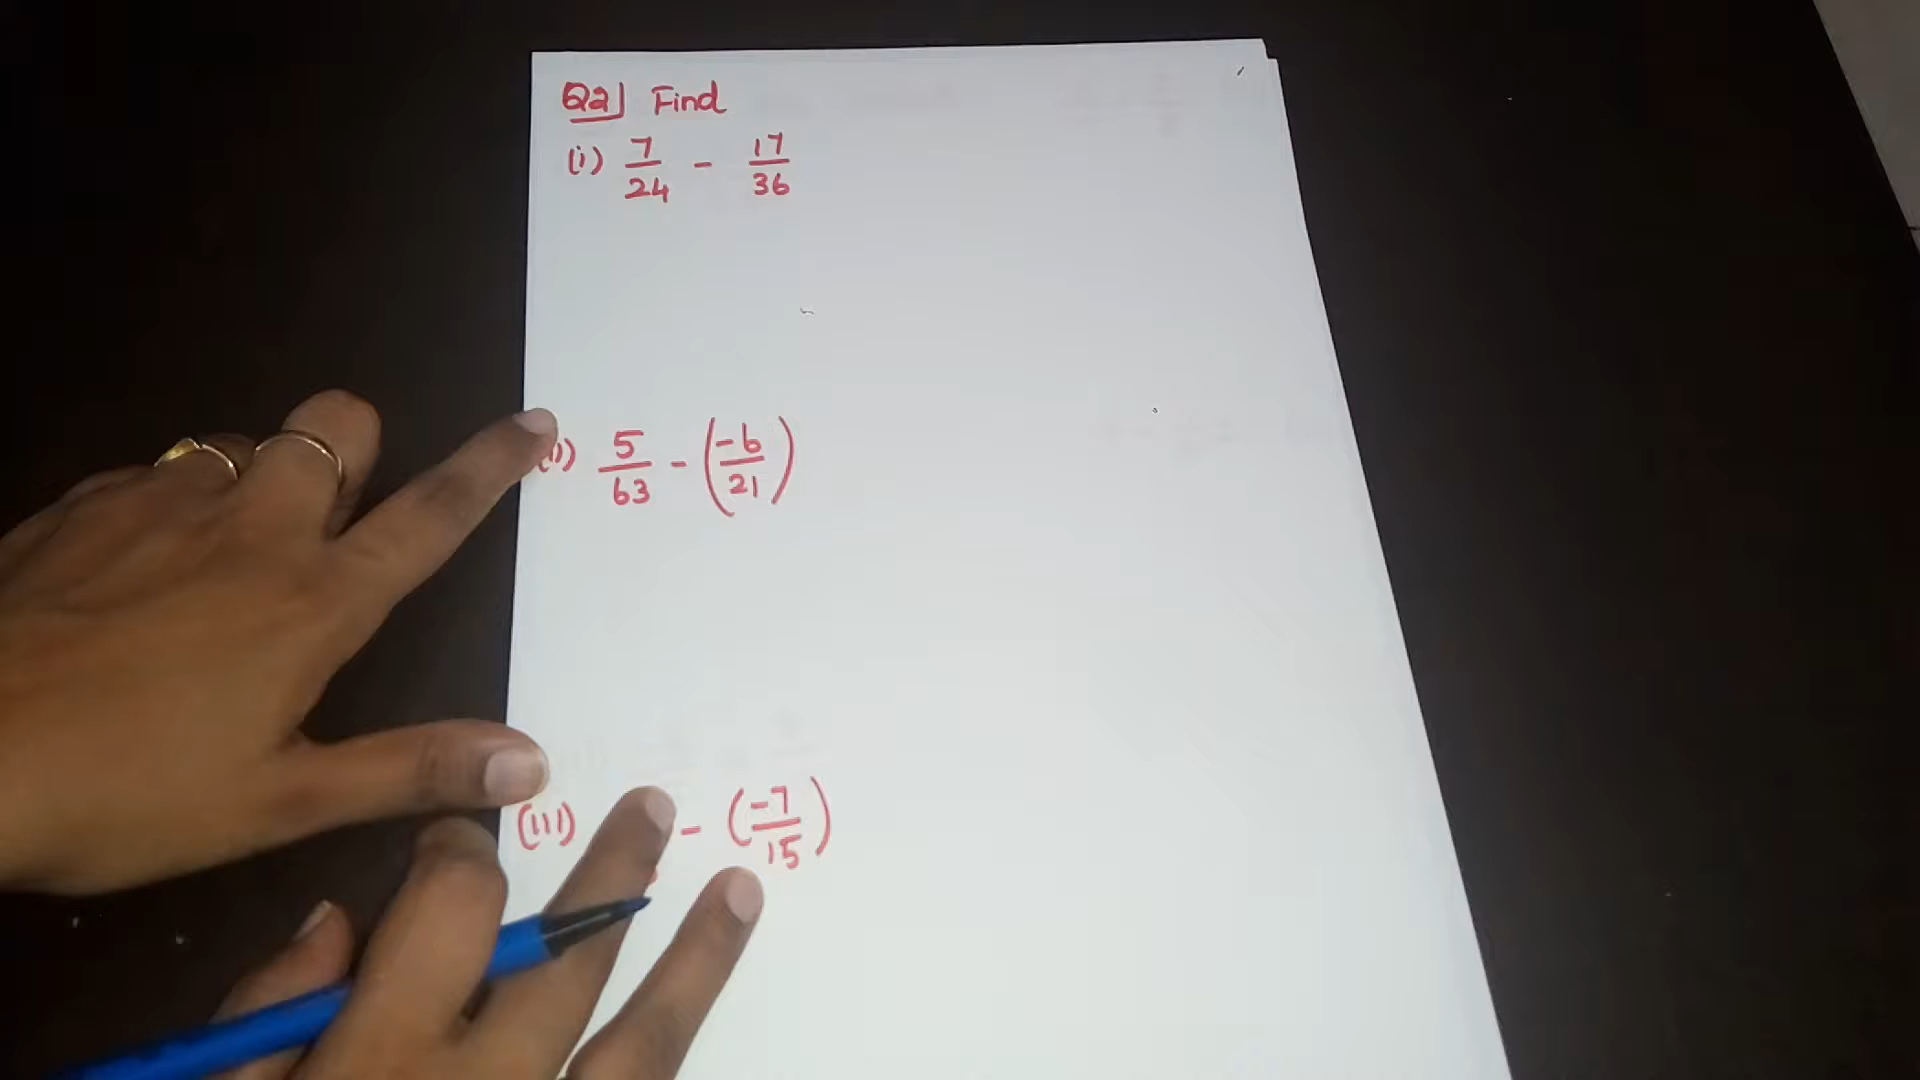 Q2] Find
(i) 7/24 - 17/36
i) 5/63 - (-6/21)
(iii) - (-7/15)